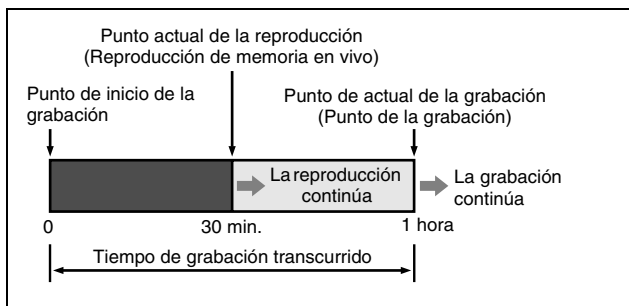 Punto actual de la reproducción
(Reproducción de memoria en vivo)
Punto de inicio de la
grabación
Punto de actual de la grabación
(Punto de la grabación)
La reproducción
continúa
La grabación
continúa
0
30 min.
1 hora
Tiempo de grabación transcurrido